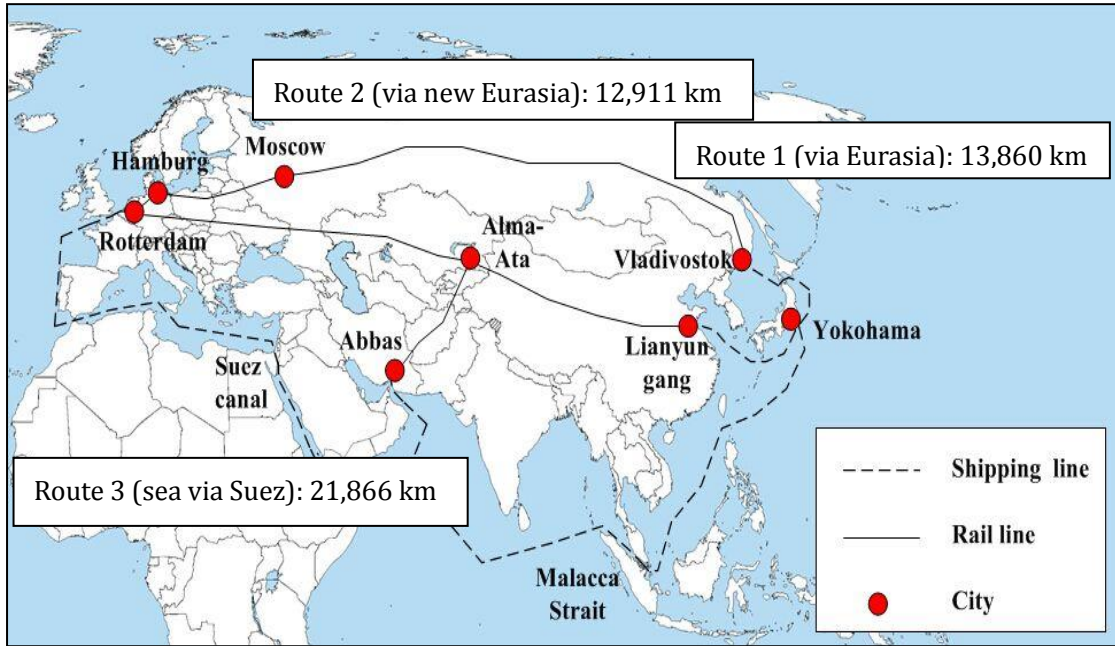 Route 2 (via new Eurasia): 12,911 km
Route 1 (via Eurasia): 13,860 km
Moscow
Hamburg
Rotterdam
Alma-
Ata
Vladivostok
Yokohama
Abbas
Lianyun
gang
Suez
canal
Route 3 (sea via Suez): 21,866 km
Malacca
Strait
Shipping line
Rail line
City